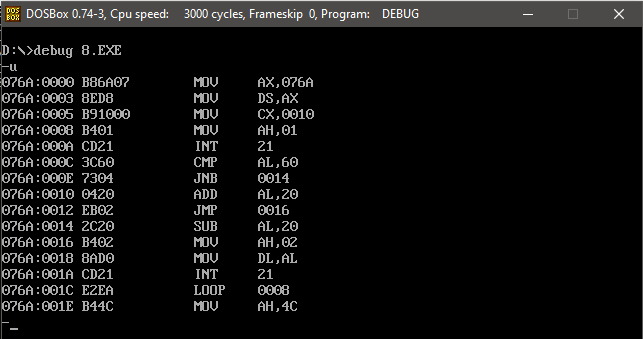 DOS
BOX
DOSBox 0.74-3, Cpu speed: 3000 cycles, Frameskip 0, Program: DEBUG
D:\>debug 8.EXE
-u
076A:0000 B86A07 MOV AX,076A
076A:0003 8ED8 MOV DS,AX
076A:0005 B91000 MOV CX,0010
076A:0008 B401 MOV AH,01
076A:000A CD21 INT 21
076A:000C 3C60 CMP AL,60
076A:000E 7304 JNB 0014
076A:0010 0420 ADD AL,20
076A:0012 EB02 JMP 0016
076A:0014 2C20 SUB AL,20
076A:0016 B402 MOV AH,02
076A:0018 8AD0 MOV DL,AL
076A:001A CD21 INT 21
076A:001C E2EA LOOP 0008
076A:001E B44C MOV AH,4C
-_